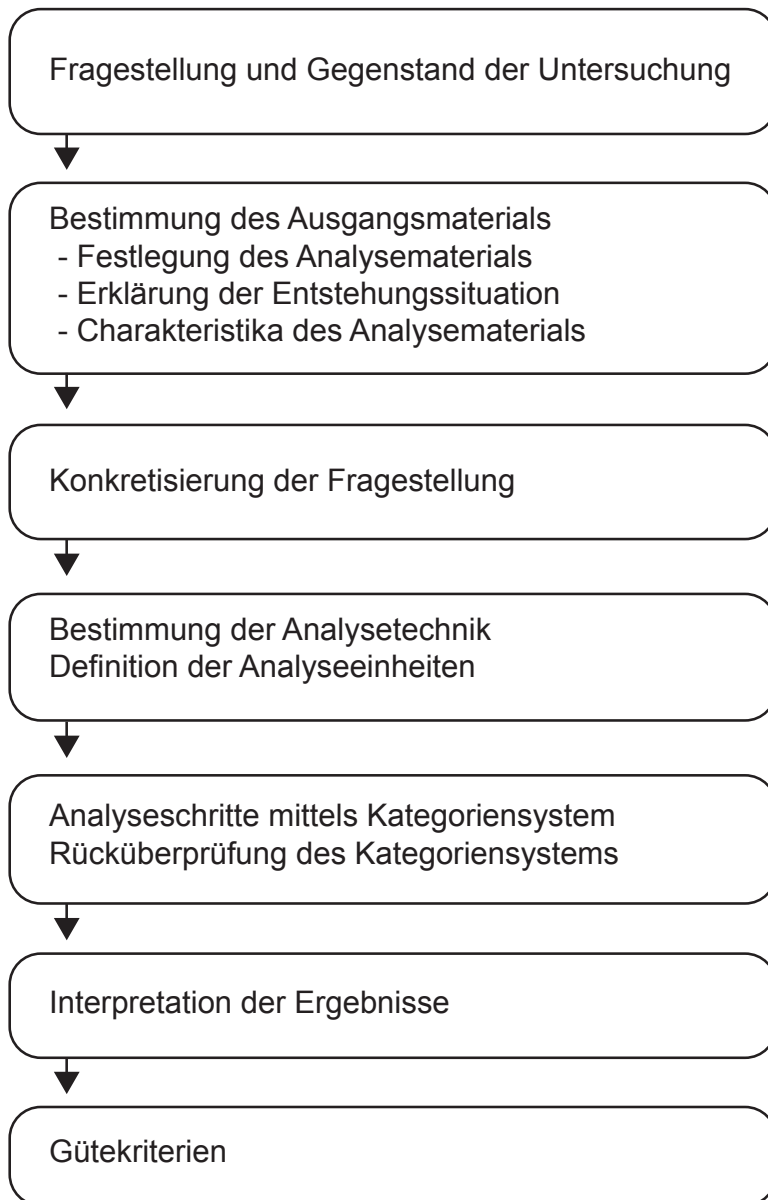 Fragestellung und Gegenstand der Untersuchung
Bestimmung des Ausgangsmaterials
- Festlegung des Analysematerials
- Erklärung der Entstehungssituation
- Charakteristika des Analysematerials
Konkretisierung der Fragestellung
Bestimmung der Analysetechnik
Definition der Analyseeinheiten
Analyseschritte mittels Kategoriensystem
Rücküberprüfung des Kategoriensystems
Interpretation der Ergebnisse
Gütekriterien